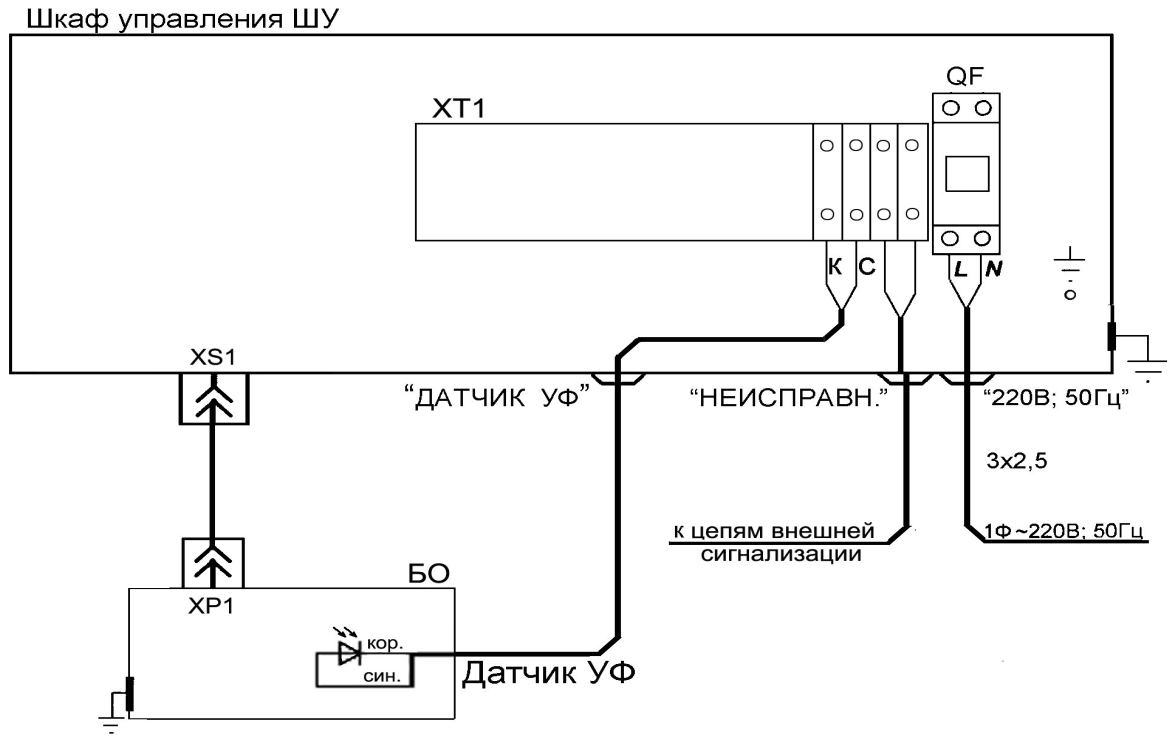 Шкаф управления ШУ
QF
XT1
К С
L N
XS1
“ДАТЧИК УФ”
“НЕИСПРАВН.”
“220В; 50Гц”
3х2,5
к цепям внешней
сигнализации
1Ф~220В; 50Гц
БО
XP1
кор.
син.
Датчик УФ